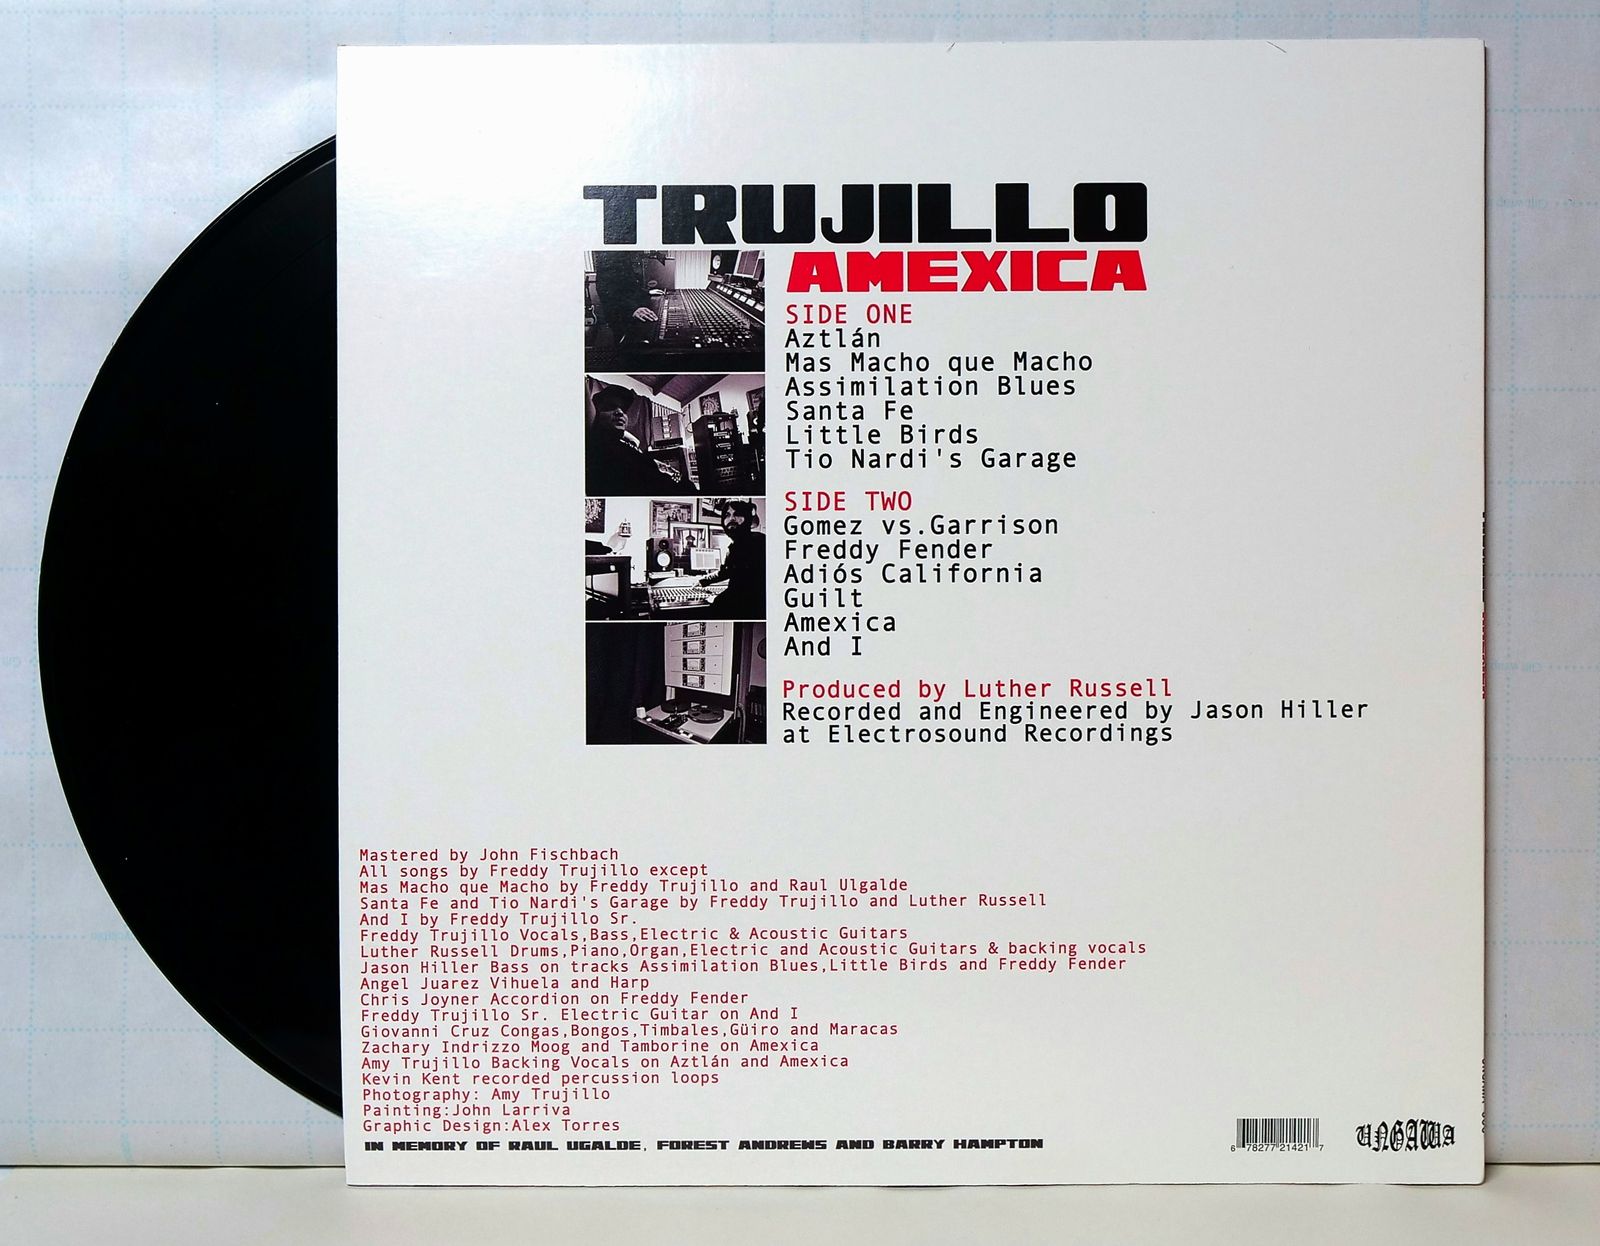 TRUJILLO
AMEXICA
SIDE ONE
Aztlán
Mas Macho que Macho
Assimilation Blues
Santa Fe
Little Birds
Tio Nardi's Garage
SIDE TWO
Gomez vs.Garrison
Freddy Fender
Adiós California
Guilt
Amexica
And I
Produced by Luther Russell
Recorded and Engineered by Jason Hiller
at Electrosound Recordings
Mastered by John Fischbach
All songs by Freddy Trujillo except
Mas Macho que Macho by Freddy Trujillo and Raul Ulgalde
Santa Fe and Tio Nardi's Garage by Freddy Trujillo and Luther Russell
And I by Freddy Trujillo Sr.
Freddy Trujillo Vocals,Bass,Electric & Acoustic Guitars
Luther Russell Drums,Piano,Organ,Electric and Acoustic Guitars & backing vocals
Jason Hiller Bass on tracks Assimilation Blues,Little Birds and Freddy Fender
Angel Juarez Vihuela and Harp
Chris Joyner Accordion on Freddy Fender
Freddy Trujillo Sr. Electric Guitar on And I
Giovanni Cruz Congas,Bongos,Timbales,Güiro and Maracas
Zachary Indrizzo Moog and Tamborine on Amexica
Amy Trujillo Backing Vocals on Aztlán and Amexica
Kevin Kent recorded percussion loops
Photography: Amy Trujillo
Painting:John Larriva
Graphic Design:Alex Torres
IN MEMORY OF RAUL UGALDE, FOREST ANDREWS AND BARRY HAMPTON
6 78277 21421 7
UNGAWA